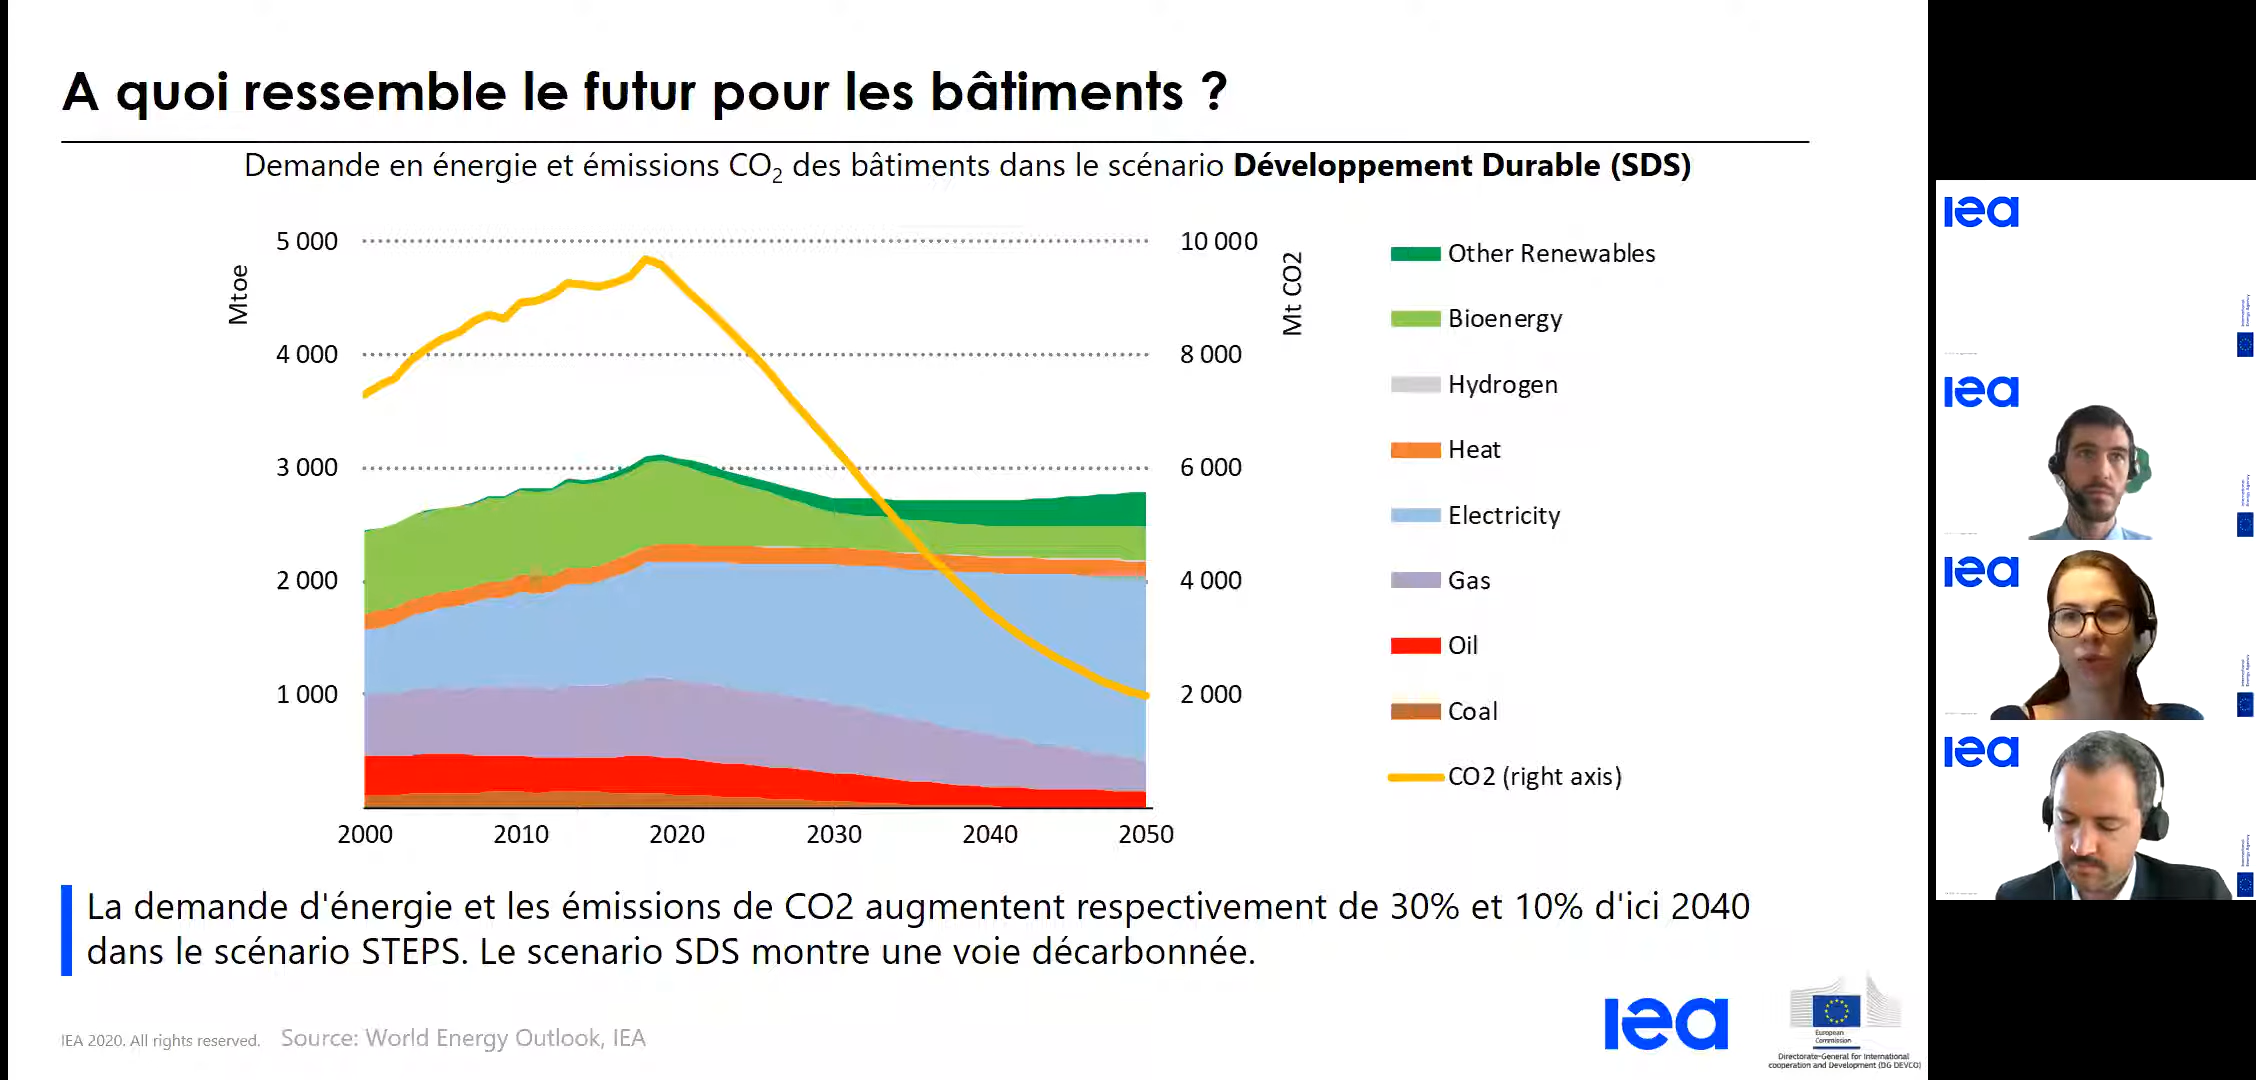 A quoi ressemble le futur pour les bâtiments ?
Demande en énergie et émissions CO₂ des bâtiments dans le scénario Développement Durable (SDS)
Mtoe
5 000
4 000
3 000
2 000
1 000
2000 2010 2020 2030 2040 2050
10 000
8 000
6 000
4 000
2 000
Mt CO2
Other Renewables
Bioenergy
Hydrogen
Heat
Electricity
Gas
Oil
Coal
CO2 (right axis)
La demande d'énergie et les émissions de CO2 augmentent respectivement de 30% et 10% d'ici 2040
dans le scénario STEPS. Le scenario SDS montre une voie décarbonnée.
IEA 2020. All rights reserved. Source: World Energy Outlook, IEA
iea
European
Commission
Directorate-General for International
cooperation and Development (DG DEVCO)
iea
iea
iea
iea